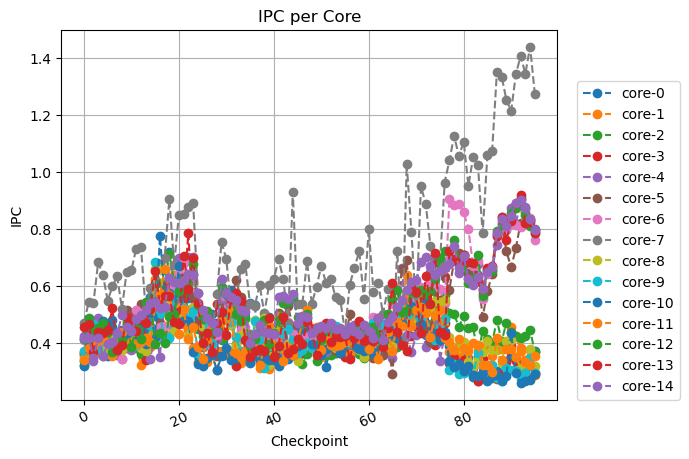 IPC per Core
IPC
1.4
1.2
1.0
0.8
0.6
0.4
0
20
40
60
80
Checkpoint
core-0
core-1
core-2
core-3
core-4
core-5
core-6
core-7
core-8
core-9
core-10
core-11
core-12
core-13
core-14